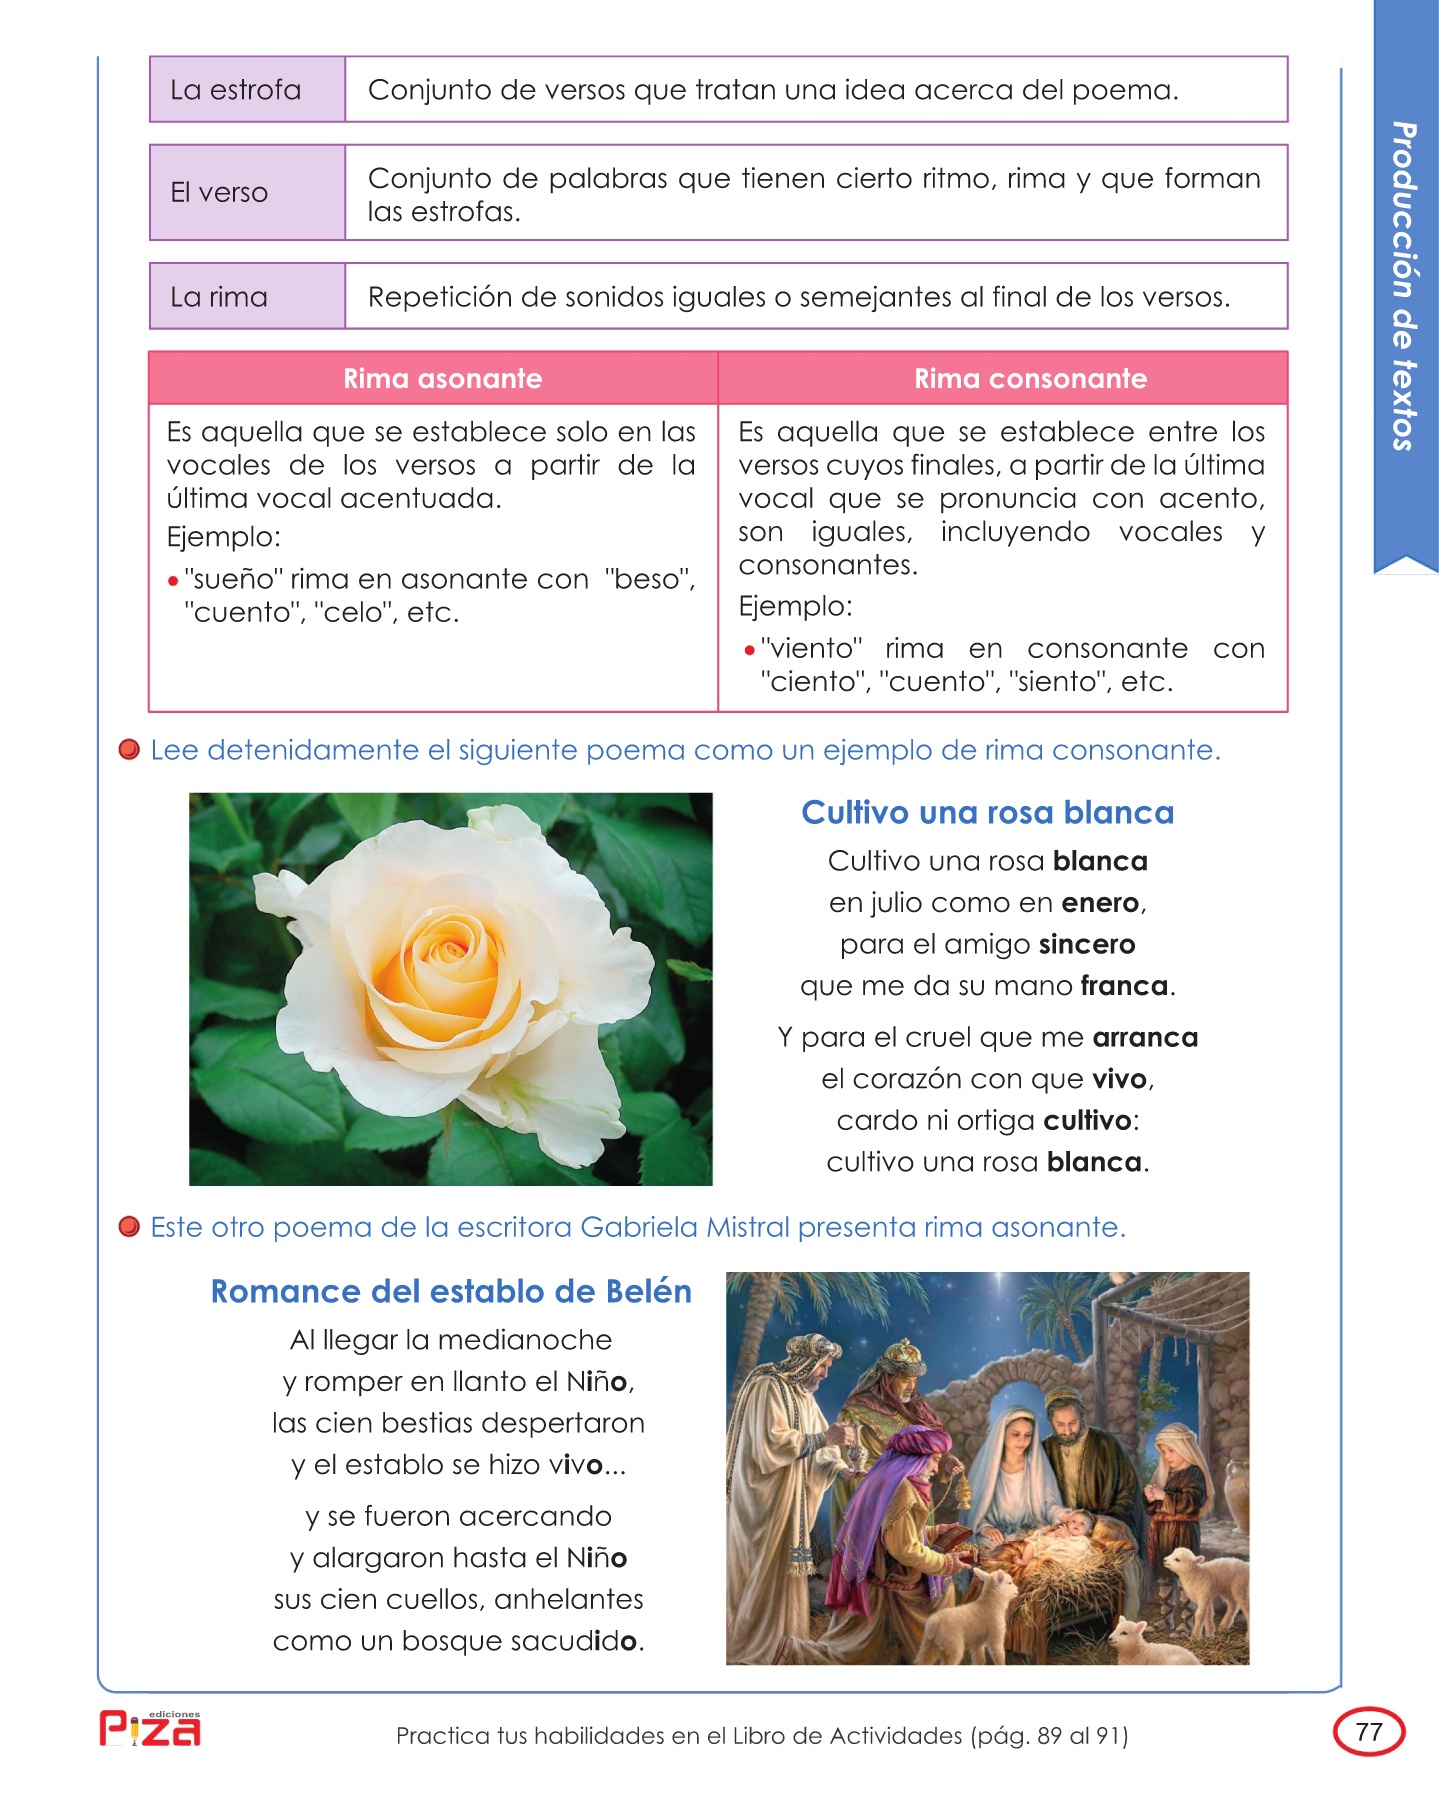 La estrofa
Conjunto de versos que tratan una idea acerca del poema.
El verso
Conjunto de palabras que tienen cierto ritmo, rima y que forman
las estrofas.
La rima
Repetición de sonidos iguales o semejantes al final de los versos.
Rima asonante
Es aquella que se establece solo en las
vocales de los versos a partir de la
última vocal acentuada.
Ejemplo:
• "sueño" rima en asonante con "beso",
"cuento", "celo", etc.
Rima consonante
Es aquella que se establece entre los
versos cuyos finales, a partir de la última
vocal que se pronuncia con acento,
son iguales, incluyendo vocales y
consonantes.
Ejemplo:
• "viento" rima en consonante con
"ciento", "cuento", "siento", etc.
Producción de textos
Lee detenidamente el siguiente poema como un ejemplo de rima consonante.
Cultivo una rosa blanca
Cultivo una rosa blanca
en julio como en enero,
para el amigo sincero
que me da su mano franca.
Y para el cruel que me arranca
el corazón con que vivo,
cardo ni ortiga cultivo:
cultivo una rosa blanca.
Este otro poema de la escritora Gabriela Mistral presenta rima asonante.
Romance del establo de Belén
Al llegar la medianoche
y romper en llanto el Niño,
las cien bestias despertaron
y el establo se hizo vivo...
y se fueron acercando
y alargaron hasta el Niño
sus cien cuellos, anhelantes
como un bosque sacudido.
ediciones
Piza
Practica tus habilidades en el Libro de Actividades (pág. 89 al 91)
77